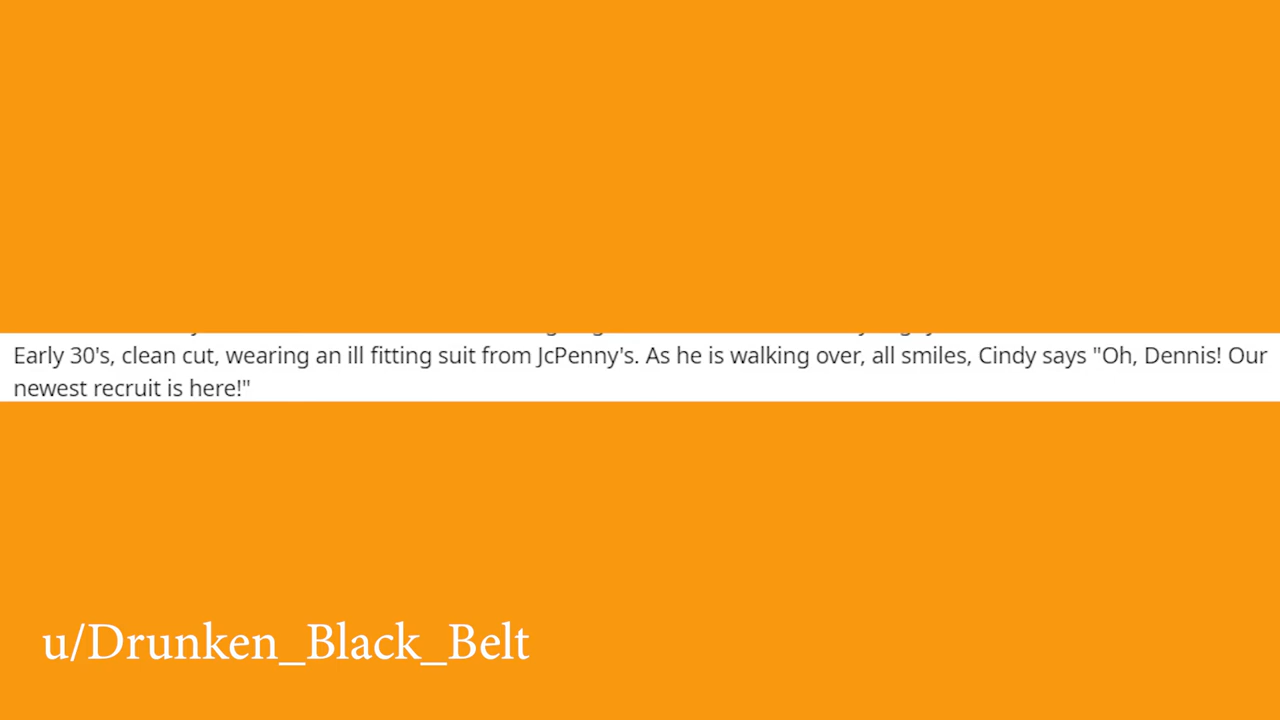 Early 30's, clean cut, wearing an ill fitting suit from JcPenny's. As he is walking over, all smiles, Cindy says "Oh, Dennis! Our
newest recruit is here!"
u/Drunken_Black_Belt